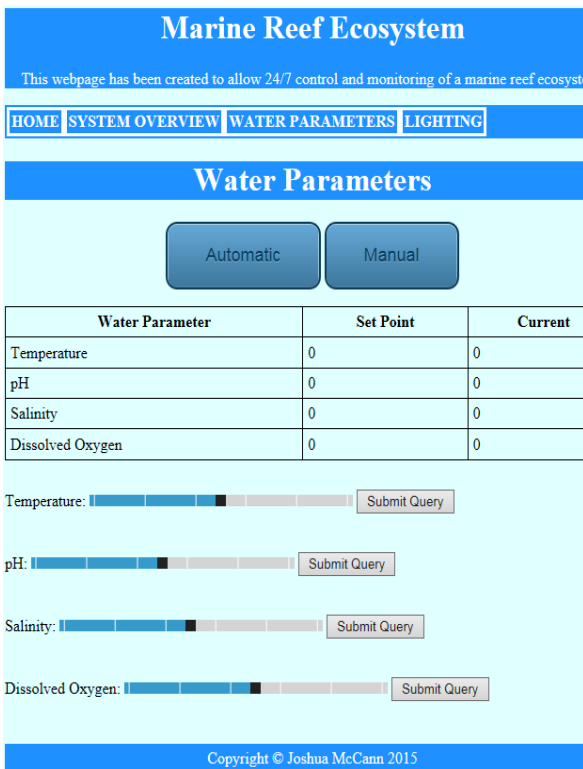 Marine Reef Ecosystem
This webpage has been created to allow 24/7 control and monitoring of a marine reef ecosyst
HOME SYSTEM OVERVIEW WATER PARAMETERS LIGHTING
Water Parameters
Automatic Manual
Water Parameter Set Point Current
Temperature 0 0
pH 0 0
Salinity 0 0
Dissolved Oxygen 0 0
Temperature: Submit Query
pH: Submit Query
Salinity: Submit Query
Dissolved Oxygen: Submit Query
Copyright © Joshua McCann 2015